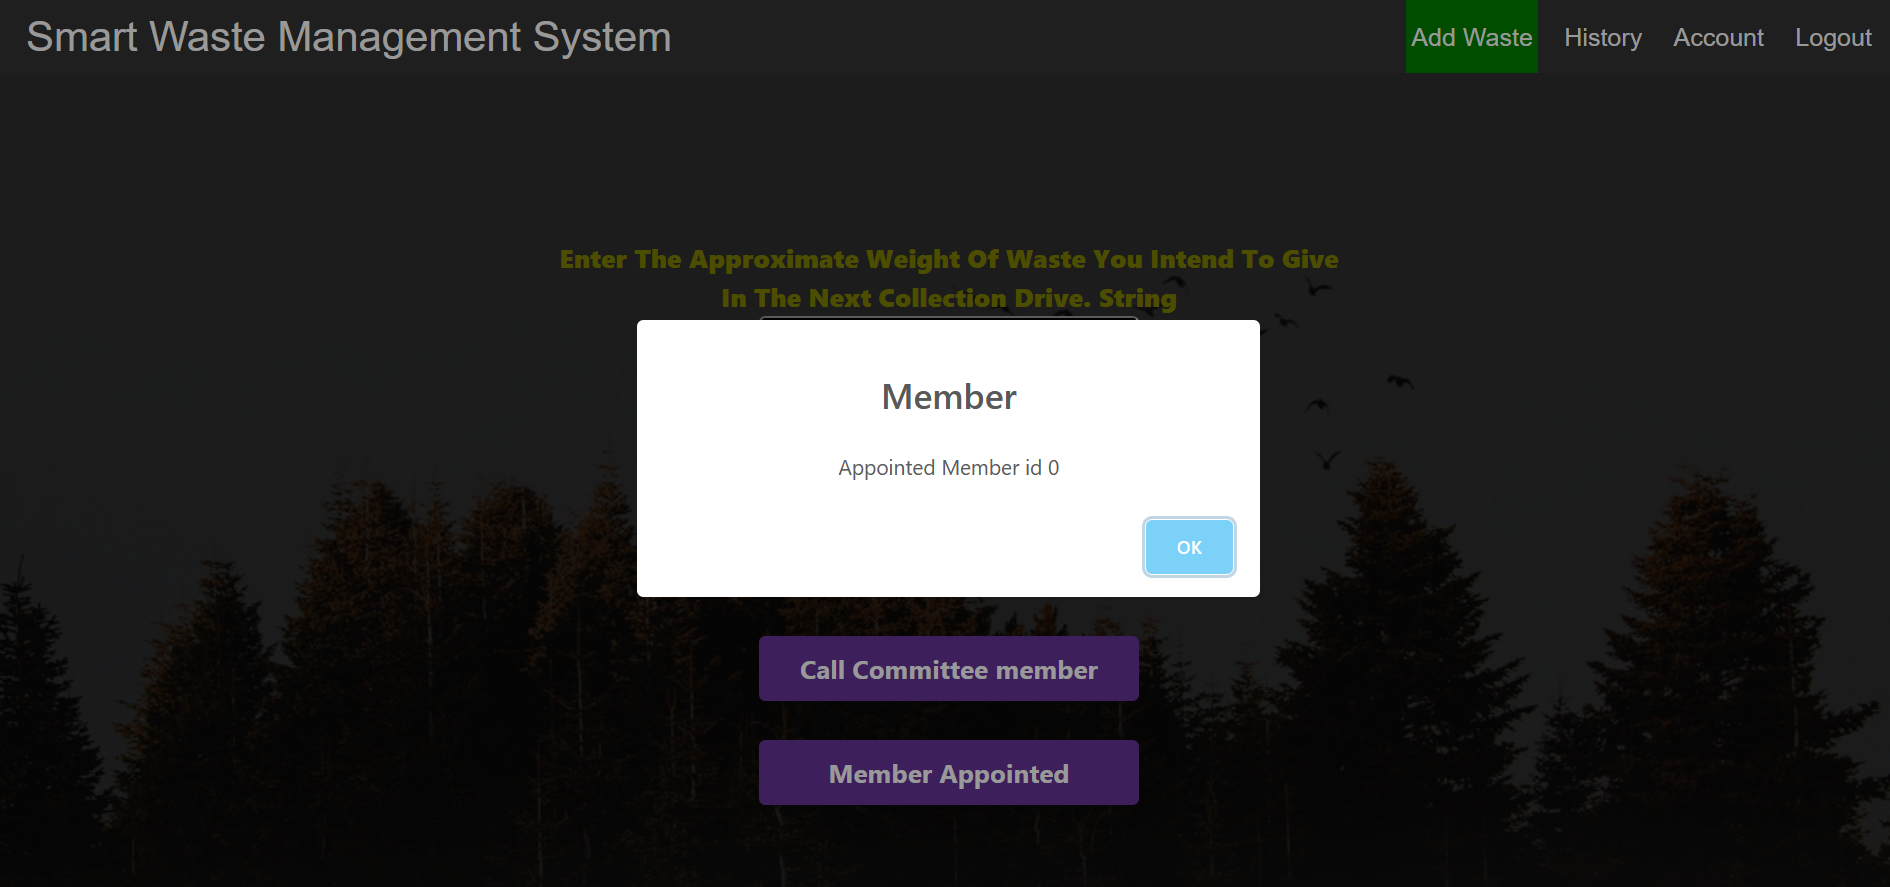 Smart Waste Management System
Add Waste
History
Account
Logout
Enter The Approximate Weight Of Waste You Intend To Give
In The Next Collection Drive. String
Member
Appointed Member id 0
OK
Call Committee member
Member Appointed